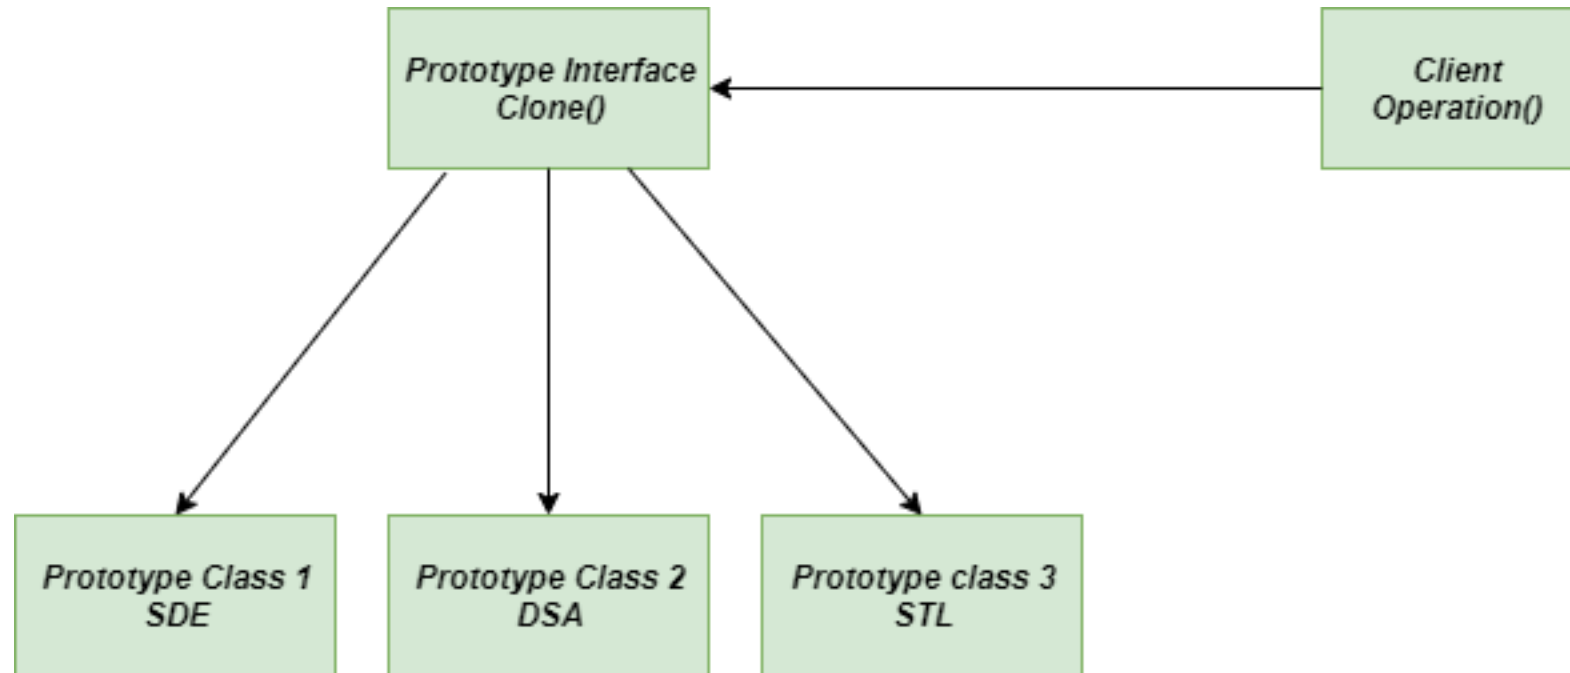 Prototype Interface
Clone()
Client
Operation()
Prototype Class 1
SDE
Prototype Class 2
DSA
Prototype class 3
STL